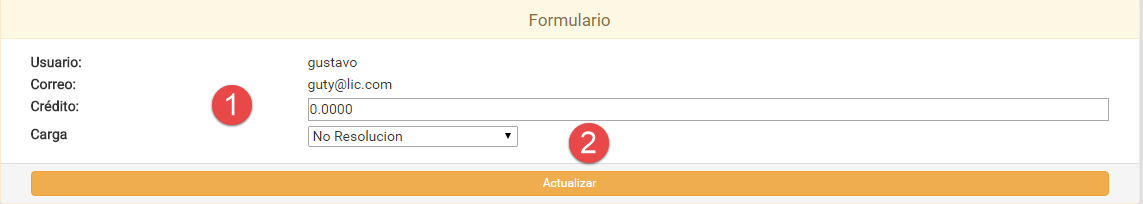 Formulario
Usuario: gustavo
Correo: guty@lic.com
1 Crédito: 0.0000
Carga No Resolucion 2
Actualizar